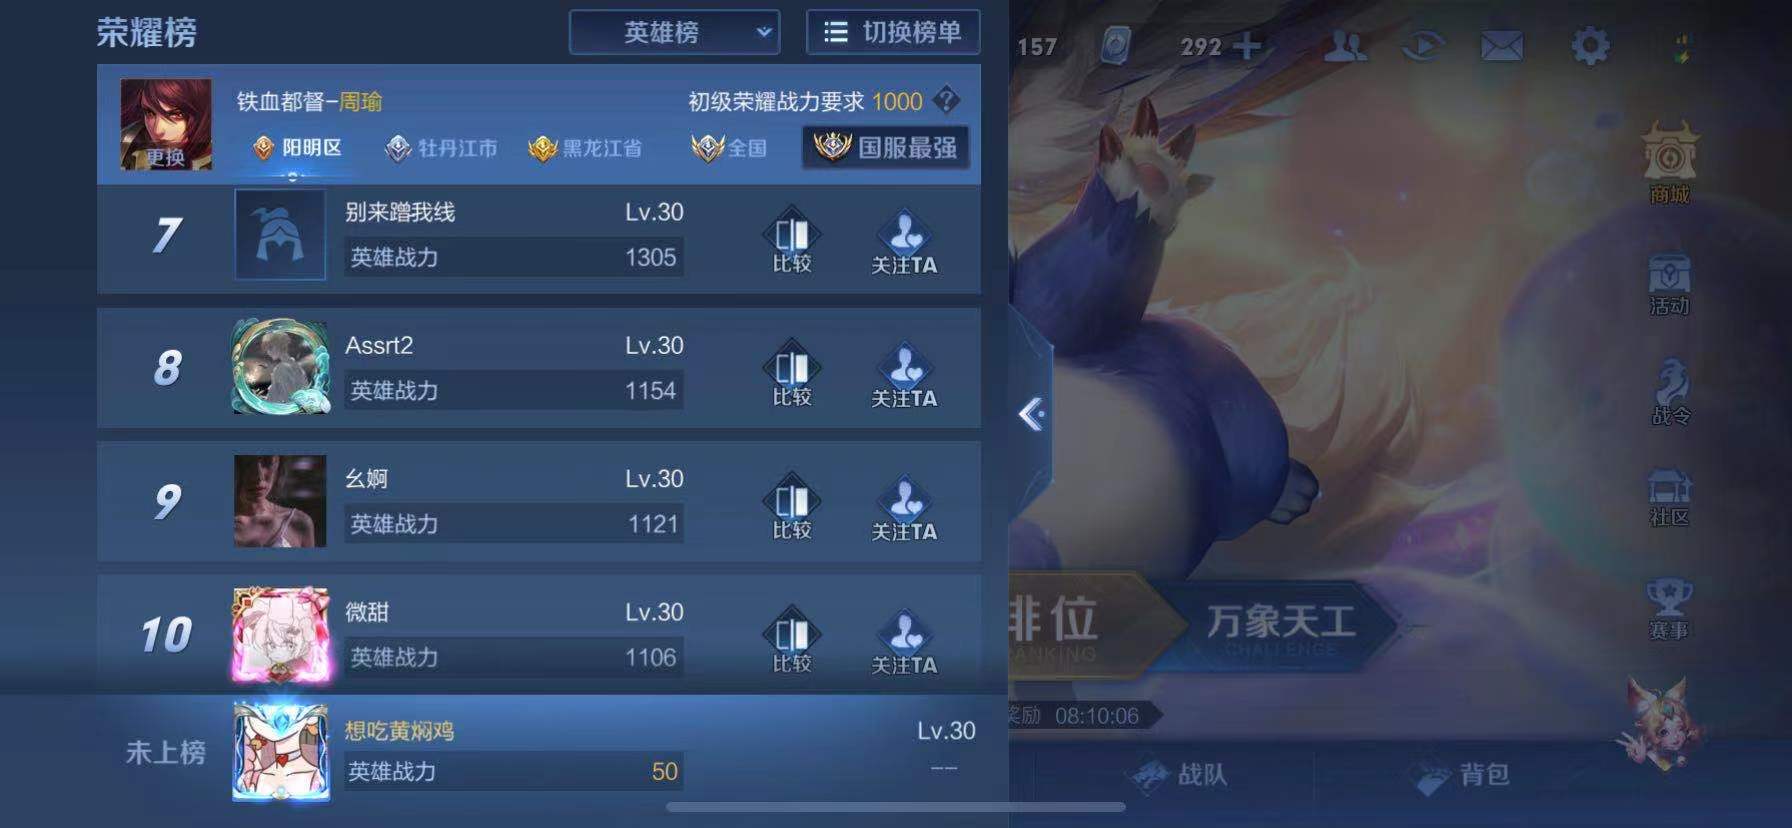 荣耀榜
英雄榜
切换榜单
157
292
铁血都督-周瑜
初级荣耀战力要求 1000
?
更换
阳明区
牡丹江市
黑龙江省
全国
国服最强
7
别来蹭我线
Lv.30
英雄战力
1305
比较
关注TA
8
Assrt2
Lv.30
英雄战力
1154
比较
关注TA
9
幺婀
Lv.30
英雄战力
1121
比较
关注TA
10
微甜
Lv.30
英雄战力
1106
比较
关注TA
未上榜
想吃黄焖鸡
Lv.30
英雄战力
50
--
商城
活动
战令
社区
赛事
排位
RANKING
万象天工
CHALLENGE
奖励 08:10:06
战队
背包